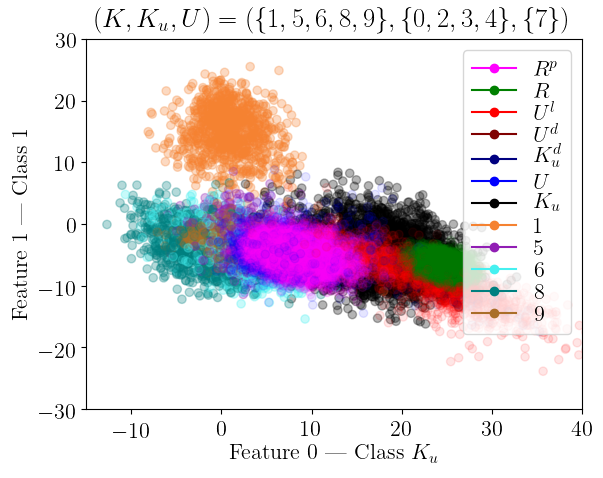 (K, K_u, U) = ({1, 5, 6, 8, 9}, {0, 2, 3, 4}, {7})
30
20
10
0
−10
−20
−30
Feature 1 — Class 1
R^p
R
U^l
U^d
K_u^d
U
K_u
1
5
6
8
9
−10 0 10 20 30 40
Feature 0 — Class K_u